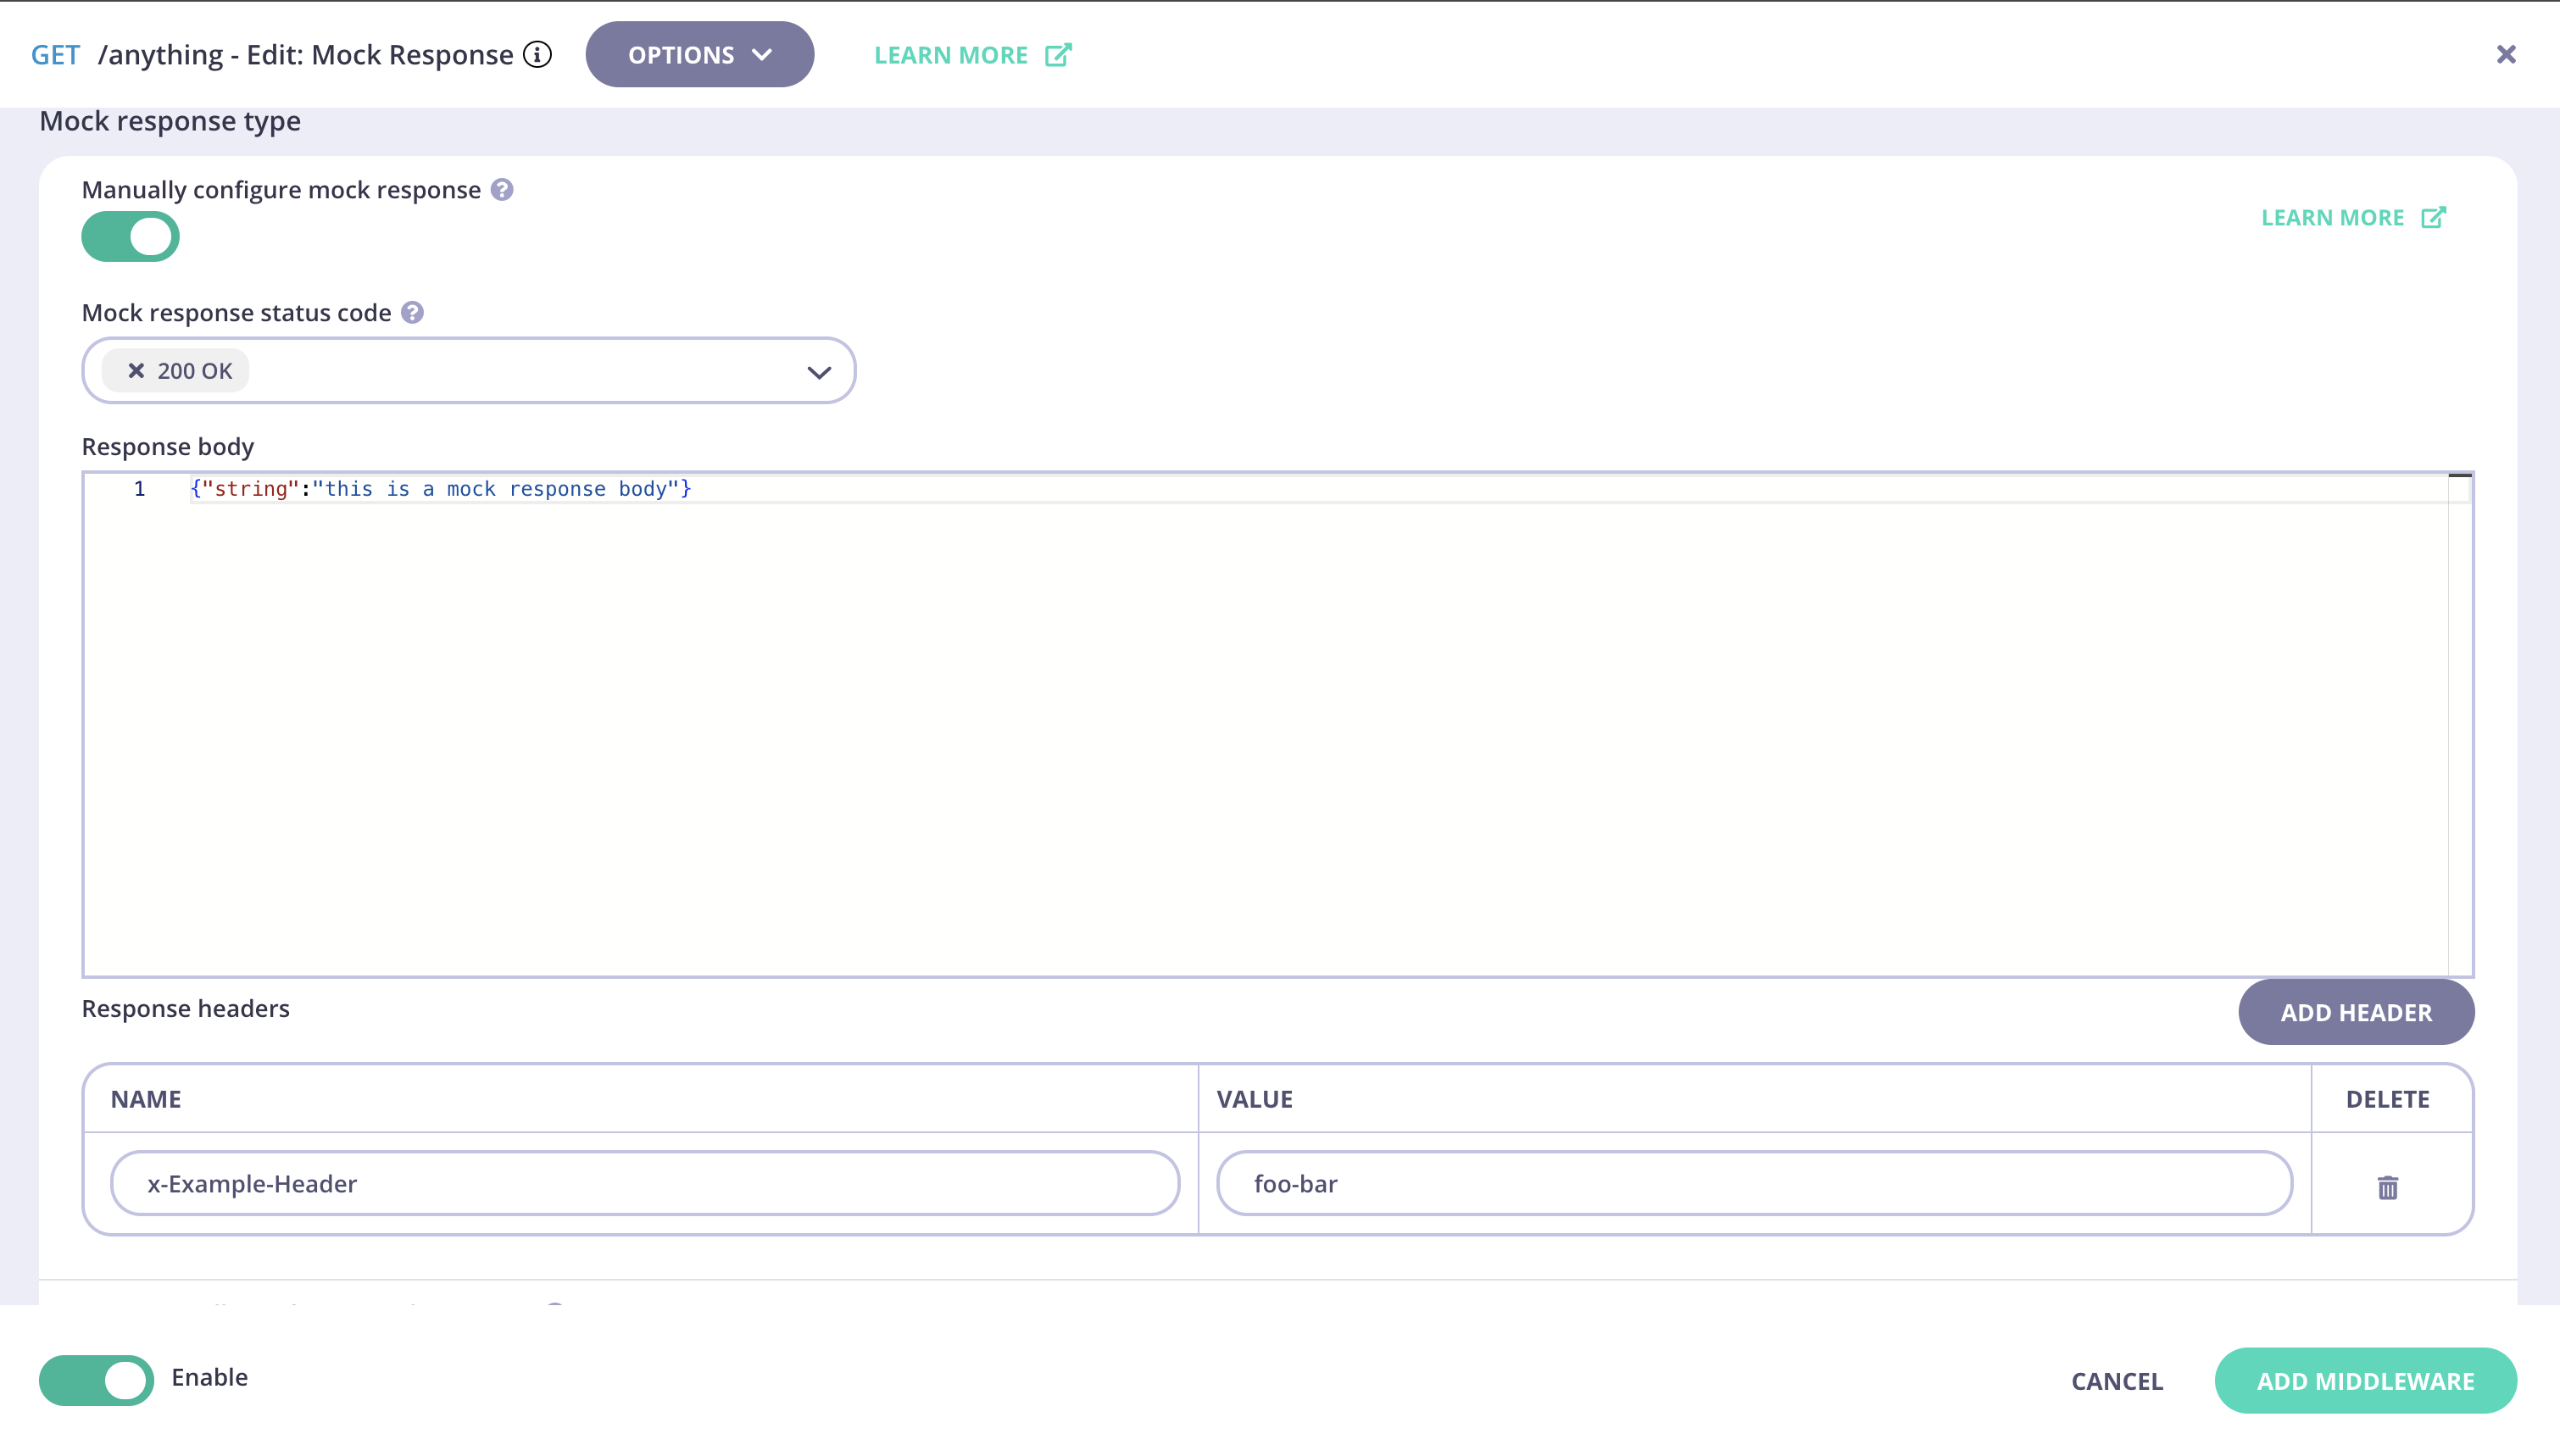 GET /anything - Edit: Mock Response OPTIONS LEARN MORE
Mock response type
Manually configure mock response
LEARN MORE
Mock response status code
200 OK
Response body
1 {"string":"this is a mock response body"}
Response headers
ADD HEADER
NAME VALUE DELETE
x-Example-Header foo-bar
Enable CANCEL ADD MIDDLEWARE